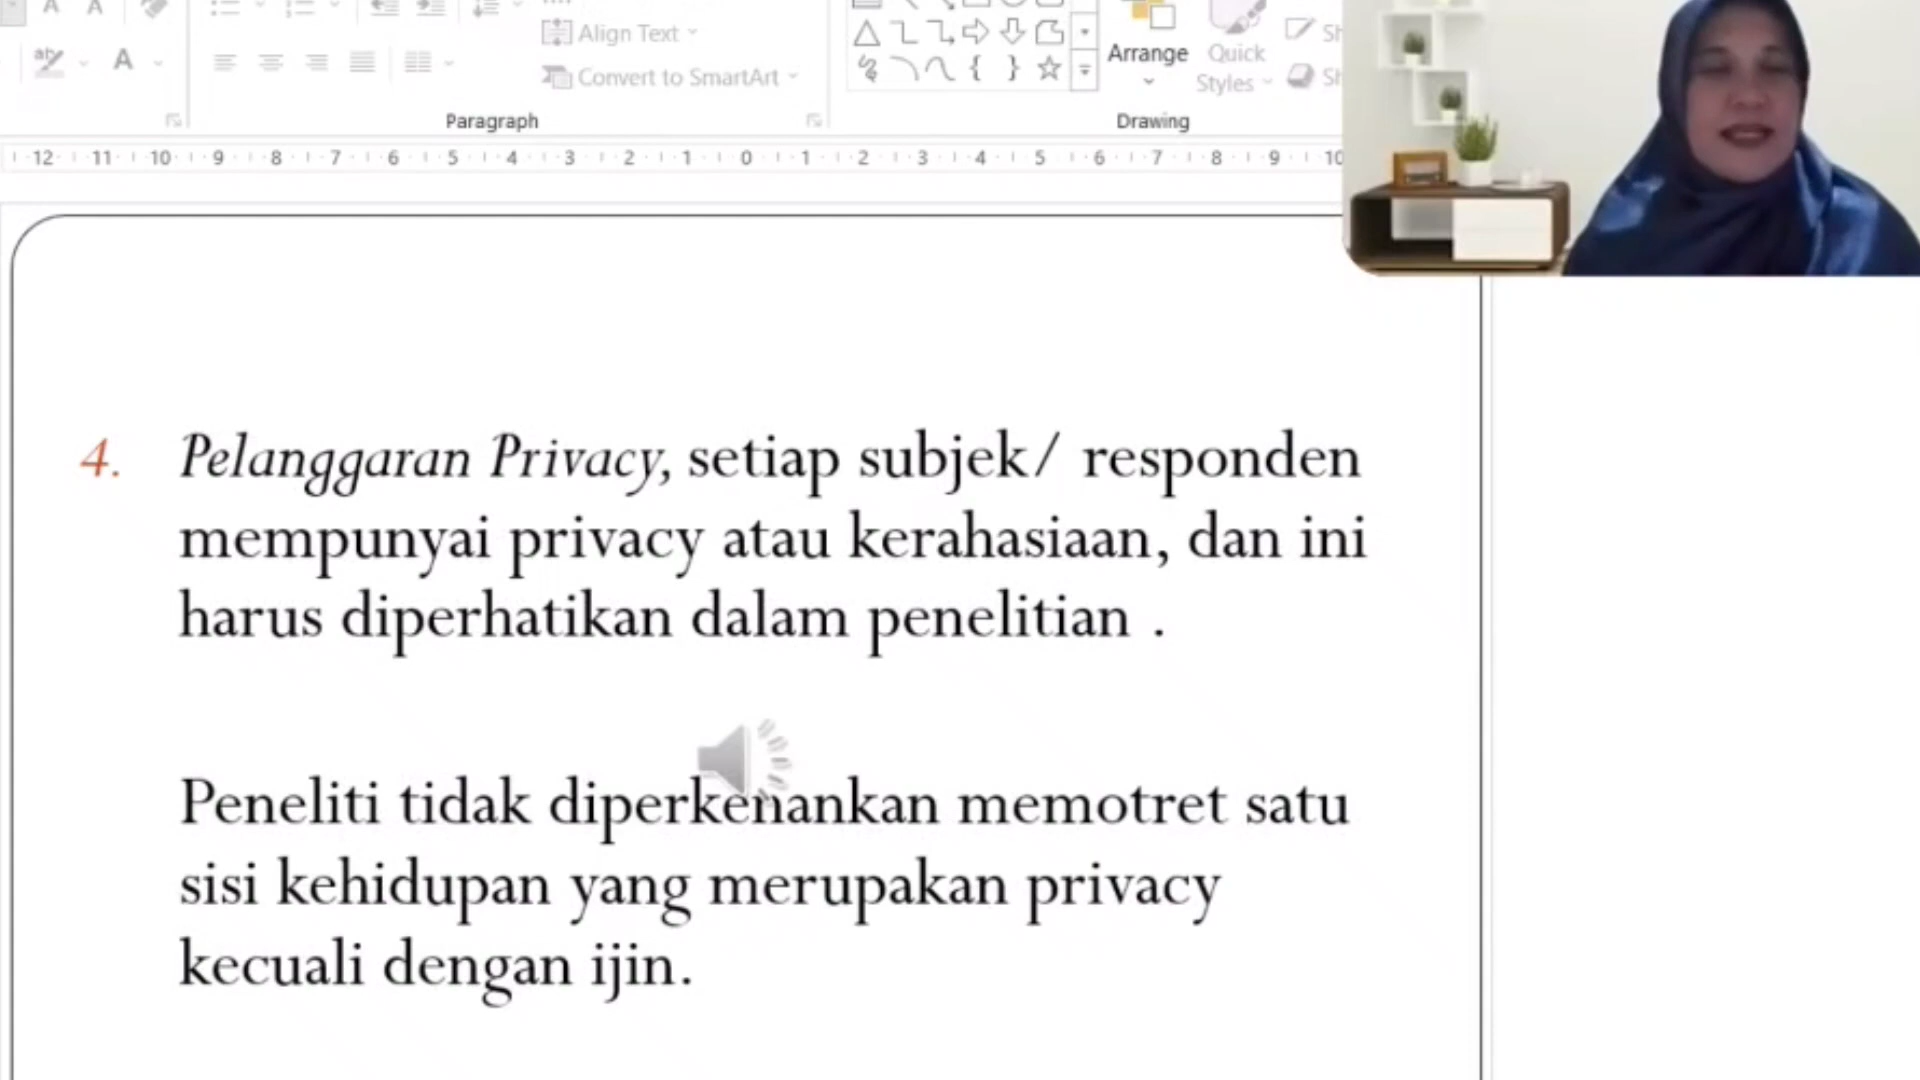 Align Text
Convert to SmartArt
Arrange
Quick
Styles
Paragraph
Drawing
12 11 10 9 8 7 6 5 4 3 2 1 0 1 2 3 4 5 6 7 8 9 10
4. Pelanggaran Privacy, setiap subjek/ responden
mempunyai privacy atau kerahasiaan, dan ini
harus diperhatikan dalam penelitian .
Peneliti tidak diperkenankan memotret satu
sisi kehidupan yang merupakan privacy
kecuali dengan ijin.